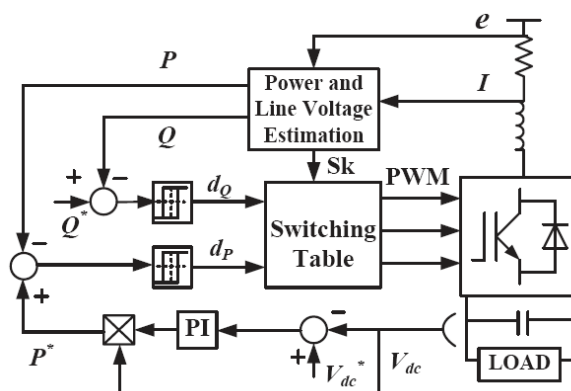 e
P
Power and
Line Voltage
Estimation
I
Q
Sk
PWM
+
−
Q*
d_Q
Switching
Table
−
d_P
+
P*
PI
−
+
V_dc*
V_dc
LOAD